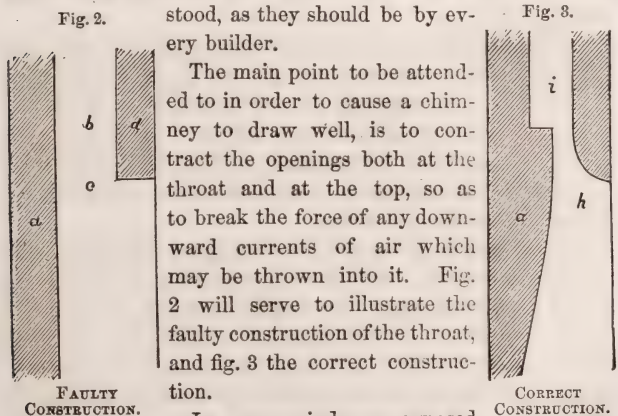 Fig. 2.
b
d
c
a
FAULTY
CONSTRUCTION.
stood, as they should be by ev-
ery builder.
The main point to be attend-
ed to in order to cause a chim-
ney to draw well, is to con-
tract the openings both at the
throat and at the top, so as
to break the force of any down-
ward currents of air which
may be thrown into it. Fig.
2 will serve to illustrate the
faulty construction of the throat,
and fig. 3 the correct construc-
tion.
Fig. 3.
i
h
a
CORRECT
CONSTRUCTION.